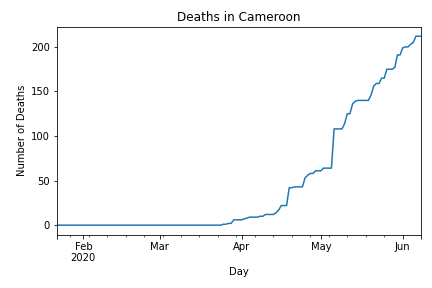 Deaths in Cameroon
Number of Deaths
200
150
100
50
0
Feb
2020
Mar
Apr
May
Jun
Day